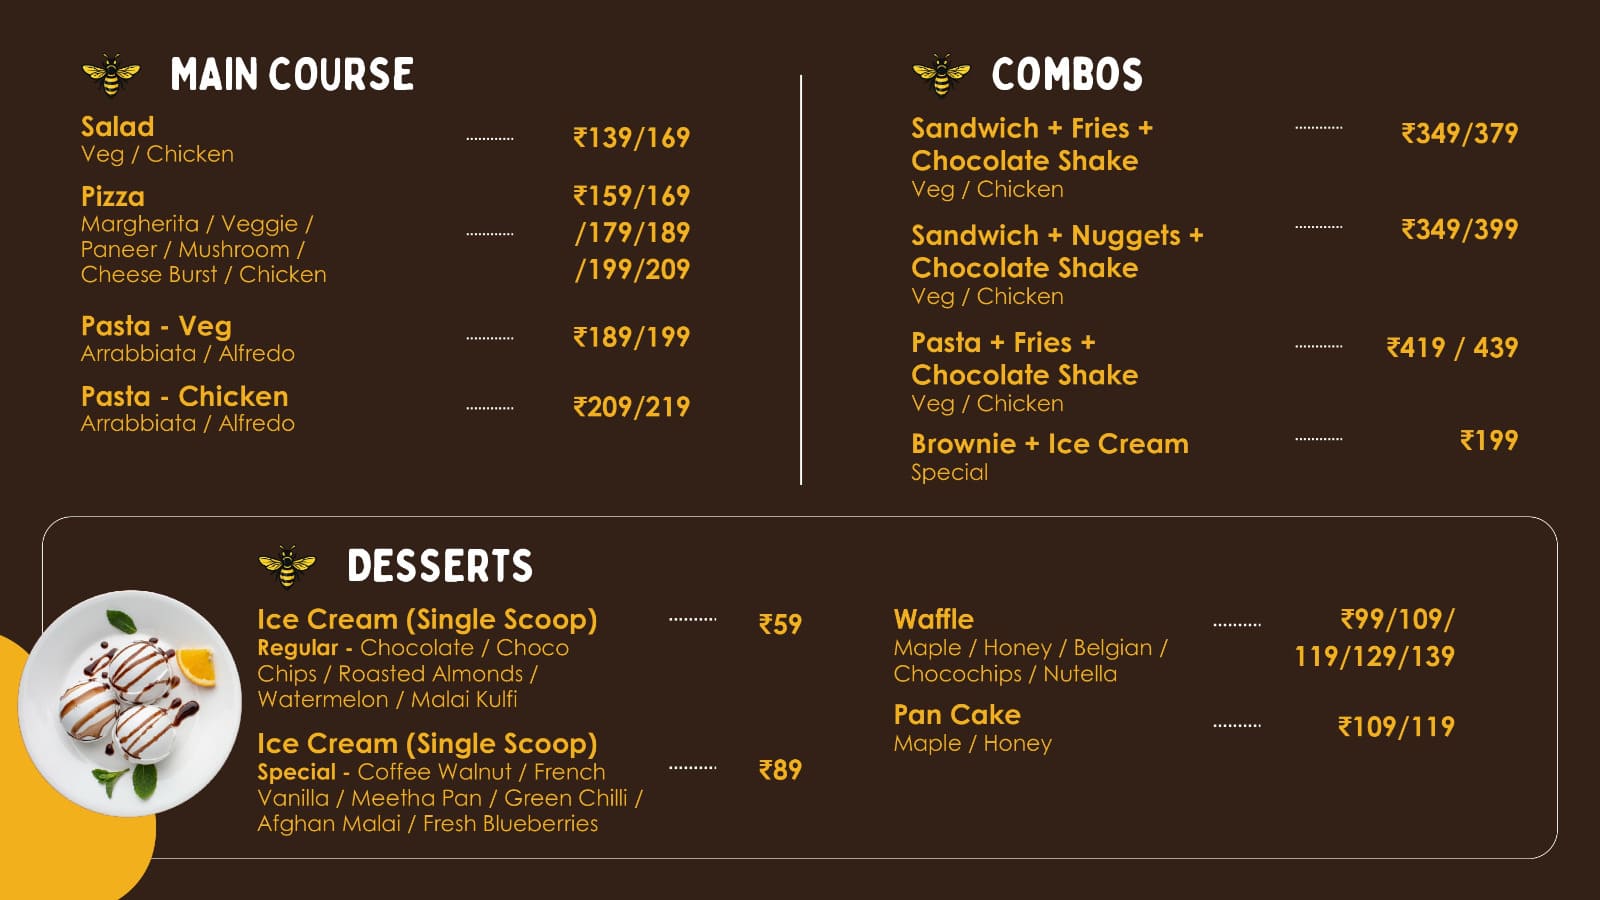 MAIN COURSE
Salad
Veg / Chicken
₹139/169
Pizza
Margherita / Veggie /
Paneer / Mushroom /
Cheese Burst / Chicken
₹159/169
/179/189
/199/209
Pasta - Veg
Arrabbiata / Alfredo
₹189/199
Pasta - Chicken
Arrabbiata / Alfredo
₹209/219
COMBOS
Sandwich + Fries +
Chocolate Shake
Veg / Chicken
₹349/379
Sandwich + Nuggets +
Chocolate Shake
Veg / Chicken
₹349/399
Pasta + Fries +
Chocolate Shake
Veg / Chicken
₹419 / 439
Brownie + Ice Cream
Special
₹199
DESSERTS
Ice Cream (Single Scoop)
Regular - Chocolate / Choco
Chips / Roasted Almonds /
Watermelon / Malai Kulfi
₹59
Ice Cream (Single Scoop)
Special - Coffee Walnut / French
Vanilla / Meetha Pan / Green Chilli /
Afghan Malai / Fresh Blueberries
₹89
Waffle
Maple / Honey / Belgian /
Chocochips / Nutella
₹99/109/
119/129/139
Pan Cake
Maple / Honey
₹109/119